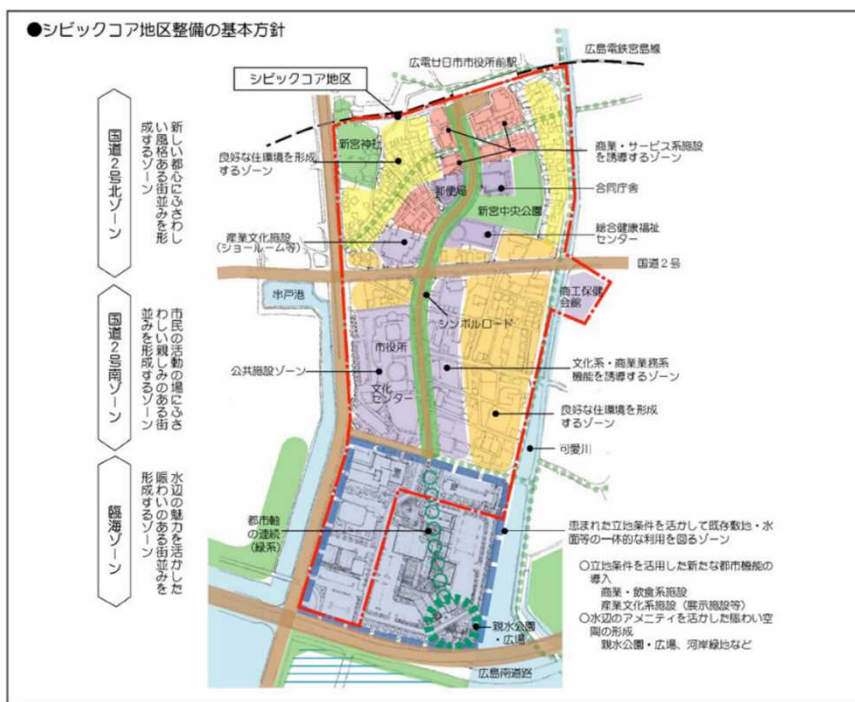 ●シビックコア地区整備の基本方針
広電廿日市市役所前駅
広島電鉄宮島線
シビックコア地区
国道2号北ゾーン
新しい都心にふさわし
い風格ある街並みを形
成するゾーン
新宮神社
良好な住環境を形成
するゾーン
商業・サービス系施設
を誘導するゾーン
郵便局
合同庁舎
新宮中央公園
産業文化施設
(ショールーム等)
総合健康福祉
センター
国道2号
串戸港
商工保健
会館
国道2号南ゾーン
市民の活動の場にふさ
わしい親しみのある街
並みを形成するゾーン
シンボルロード
市役所
公共施設ゾーン
文化
センター
文化系・商業業務系
機能を誘導するゾーン
良好な住環境を形成
するゾーン
可愛川
臨海ゾーン
水辺の魅力を活かした
賑わいのある街並みを
形成するゾーン
都市軸
の連続
(緑系)
恵まれた立地条件を活かして既存敷地・水
面等の一体的な利用を図るゾーン
○立地条件を活用した新たな都市機能の
導入
商業・飲食系施設
産業文化系施設(展示施設等)
○水辺のアメニティを活かした賑わい空
間の形成
親水公園・広場、河岸緑地など
親水公園
・広場
広島南道路